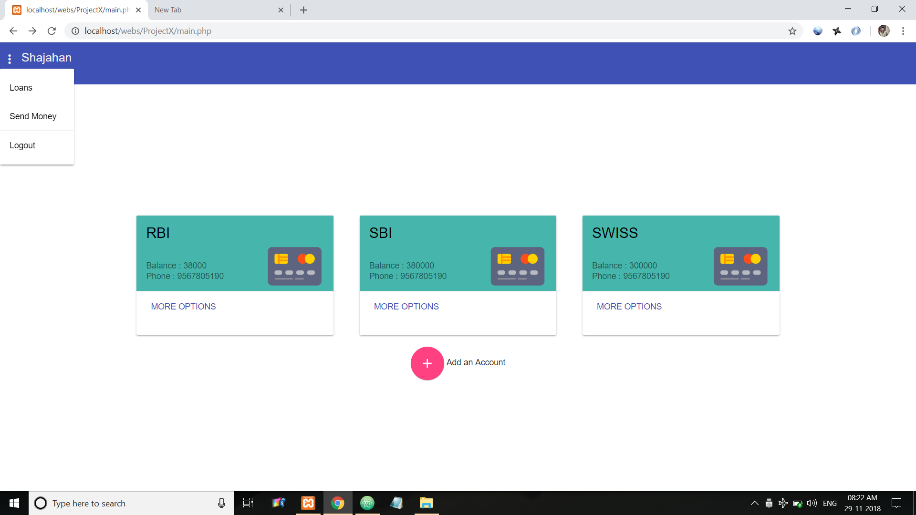 localhost/webs/ProjectX/main.ph
New Tab
localhost/webs/ProjectX/main.php
Shajahan
Loans
Send Money
Logout
RBI
Balance : 38000
Phone : 9567805190
MORE OPTIONS
SBI
Balance : 380000
Phone : 9567805190
MORE OPTIONS
SWISS
Balance : 300000
Phone : 9567805190
MORE OPTIONS
+ Add an Account
Type here to search
ENG
08:22 AM
29-11-2018